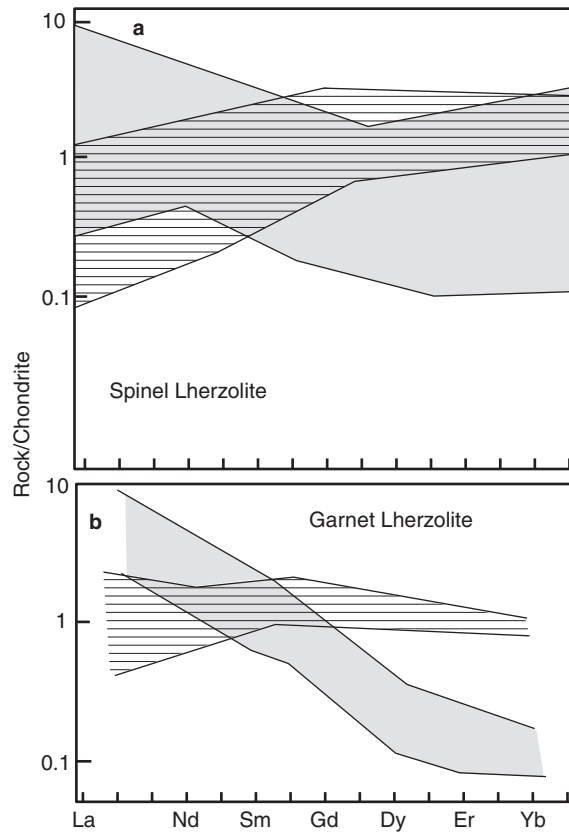 10
a
1
0.1
Spinel Lherzolite
Rock/Chondrite
10
b
Garnet Lherzolite
1
0.1
La Nd Sm Gd Dy Er Yb